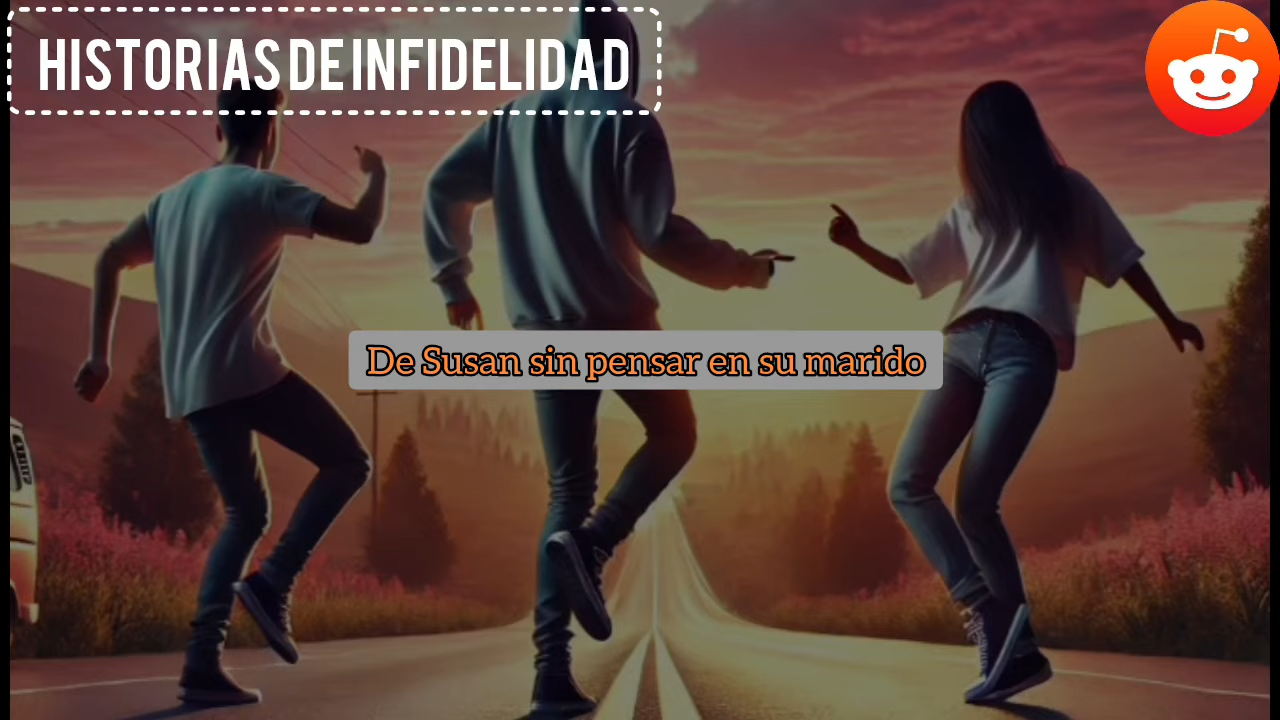 HISTORIAS DE INFIDELIDAD
De Susan sin pensar en su marido